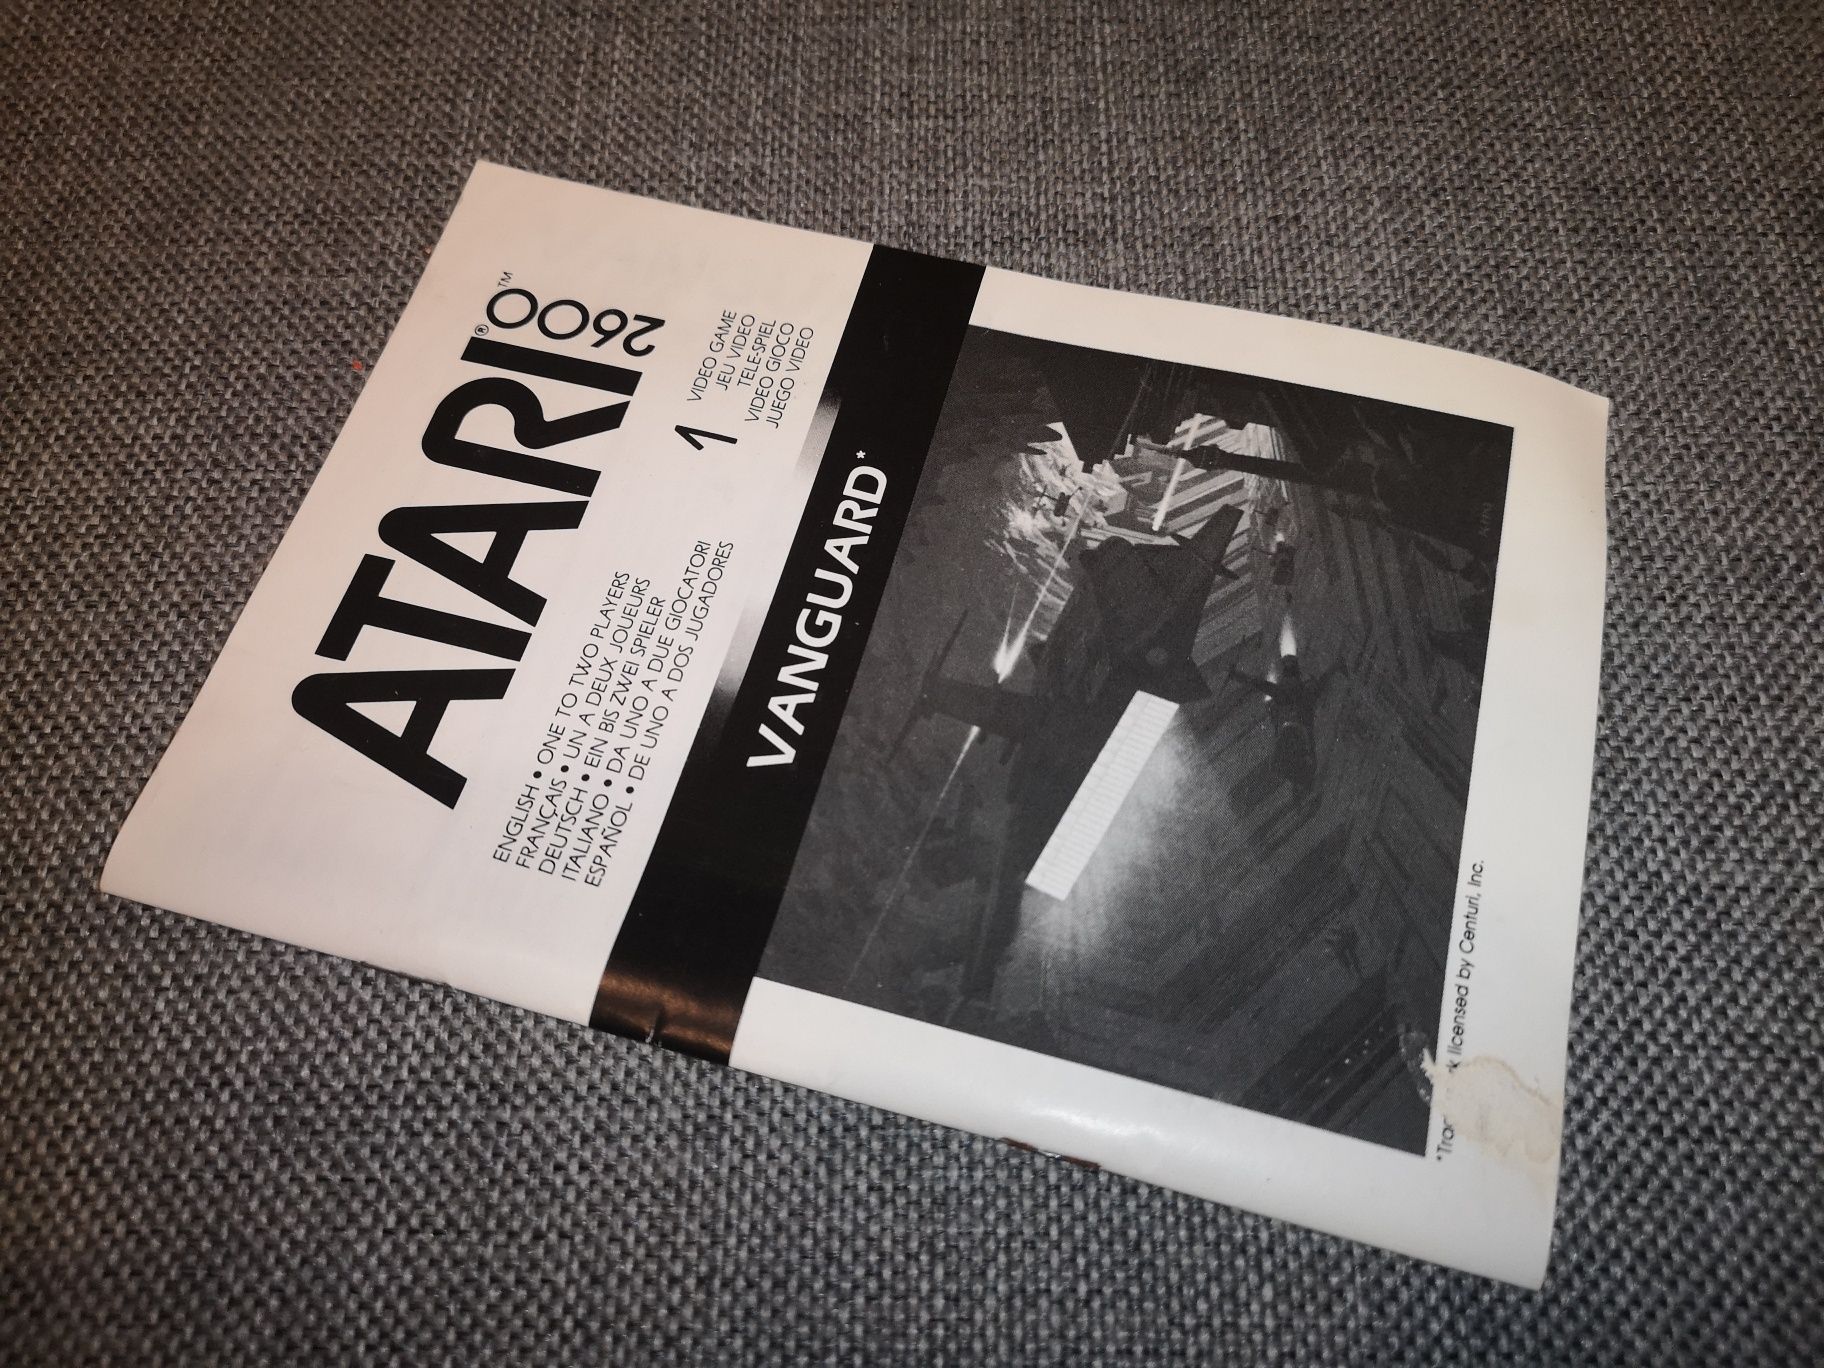 ATARI®
2600™
ENGLISH • ONE TO TWO PLAYERS
FRANÇAIS • UN A DEUX JOUEURS
DEUTSCH • EIN BIS ZWEI SPIELER
ITALIANO • DA UNO A DUE GIOCATORI
ESPAÑOL • DE UNO A DOS JUGADORES
1
VIDEO GAME
JEU VIDEO
TELE-SPIEL
VIDEO GIOCO
JUEGO VIDEO
VANGUARD*
licensed by Centuri, Inc.